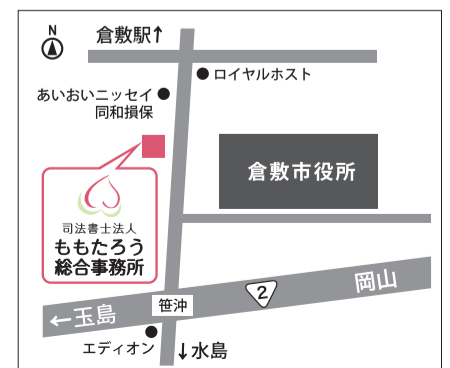 N
倉敷駅↑
ロイヤルホスト
あいおいニッセイ
同和損保
倉敷市役所
司法書士法人
ももたろう
総合事務所
岡山
2
笹沖
←玉島
エディオン
↓水島